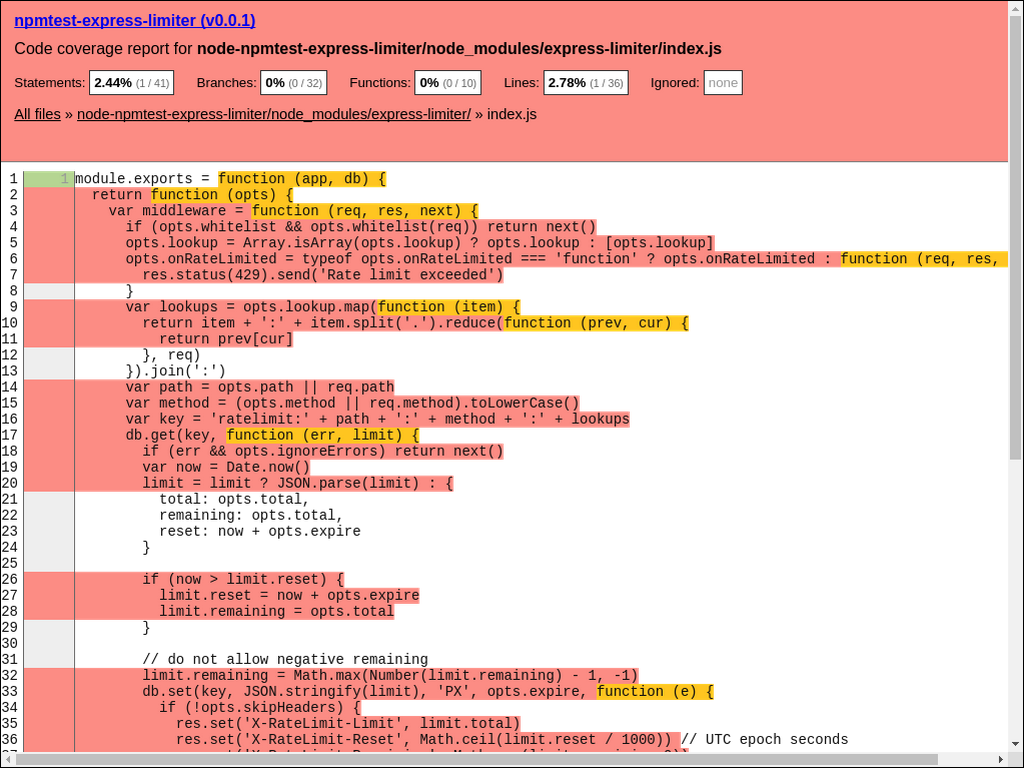 npmtest-express-limiter (v0.0.1)
Code coverage report for node-npmtest-express-limiter/node_modules/express-limiter/index.js
Statements: 2.44% (1 / 41) Branches: 0% (0 / 32) Functions: 0% (0 / 10) Lines: 2.78% (1 / 36) Ignored: none
All files » node-npmtest-express-limiter/node_modules/express-limiter/ » index.js
1 1 module.exports = function (app, db) {
2 return function (opts) {
3 var middleware = function (req, res, next) {
4 if (opts.whitelist && opts.whitelist(req)) return next()
5 opts.lookup = Array.isArray(opts.lookup) ? opts.lookup : [opts.lookup]
6 opts.onRateLimited = typeof opts.onRateLimited === 'function' ? opts.onRateLimited : function (req, res,
7 res.status(429).send('Rate limit exceeded')
8 }
9 var lookups = opts.lookup.map(function (item) {
10 return item + ':' + item.split('.').reduce(function (prev, cur) {
11 return prev[cur]
12 }, req)
13 }).join(':')
14 var path = opts.path || req.path
15 var method = (opts.method || req.method).toLowerCase()
16 var key = 'ratelimit:' + path + ':' + method + ':' + lookups
17 db.get(key, function (err, limit) {
18 if (err && opts.ignoreErrors) return next()
19 var now = Date.now()
20 limit = limit ? JSON.parse(limit) : {
21 total: opts.total,
22 remaining: opts.total,
23 reset: now + opts.expire
24 }
25
26 if (now > limit.reset) {
27 limit.reset = now + opts.expire
28 limit.remaining = opts.total
29 }
30
31 // do not allow negative remaining
32 limit.remaining = Math.max(Number(limit.remaining) - 1, -1)
33 db.set(key, JSON.stringify(limit), 'PX', opts.expire, function (e) {
34 if (!opts.skipHeaders) {
35 res.set('X-RateLimit-Limit', limit.total)
36 res.set('X-RateLimit-Reset', Math.ceil(limit.reset / 1000)) // UTC epoch seconds